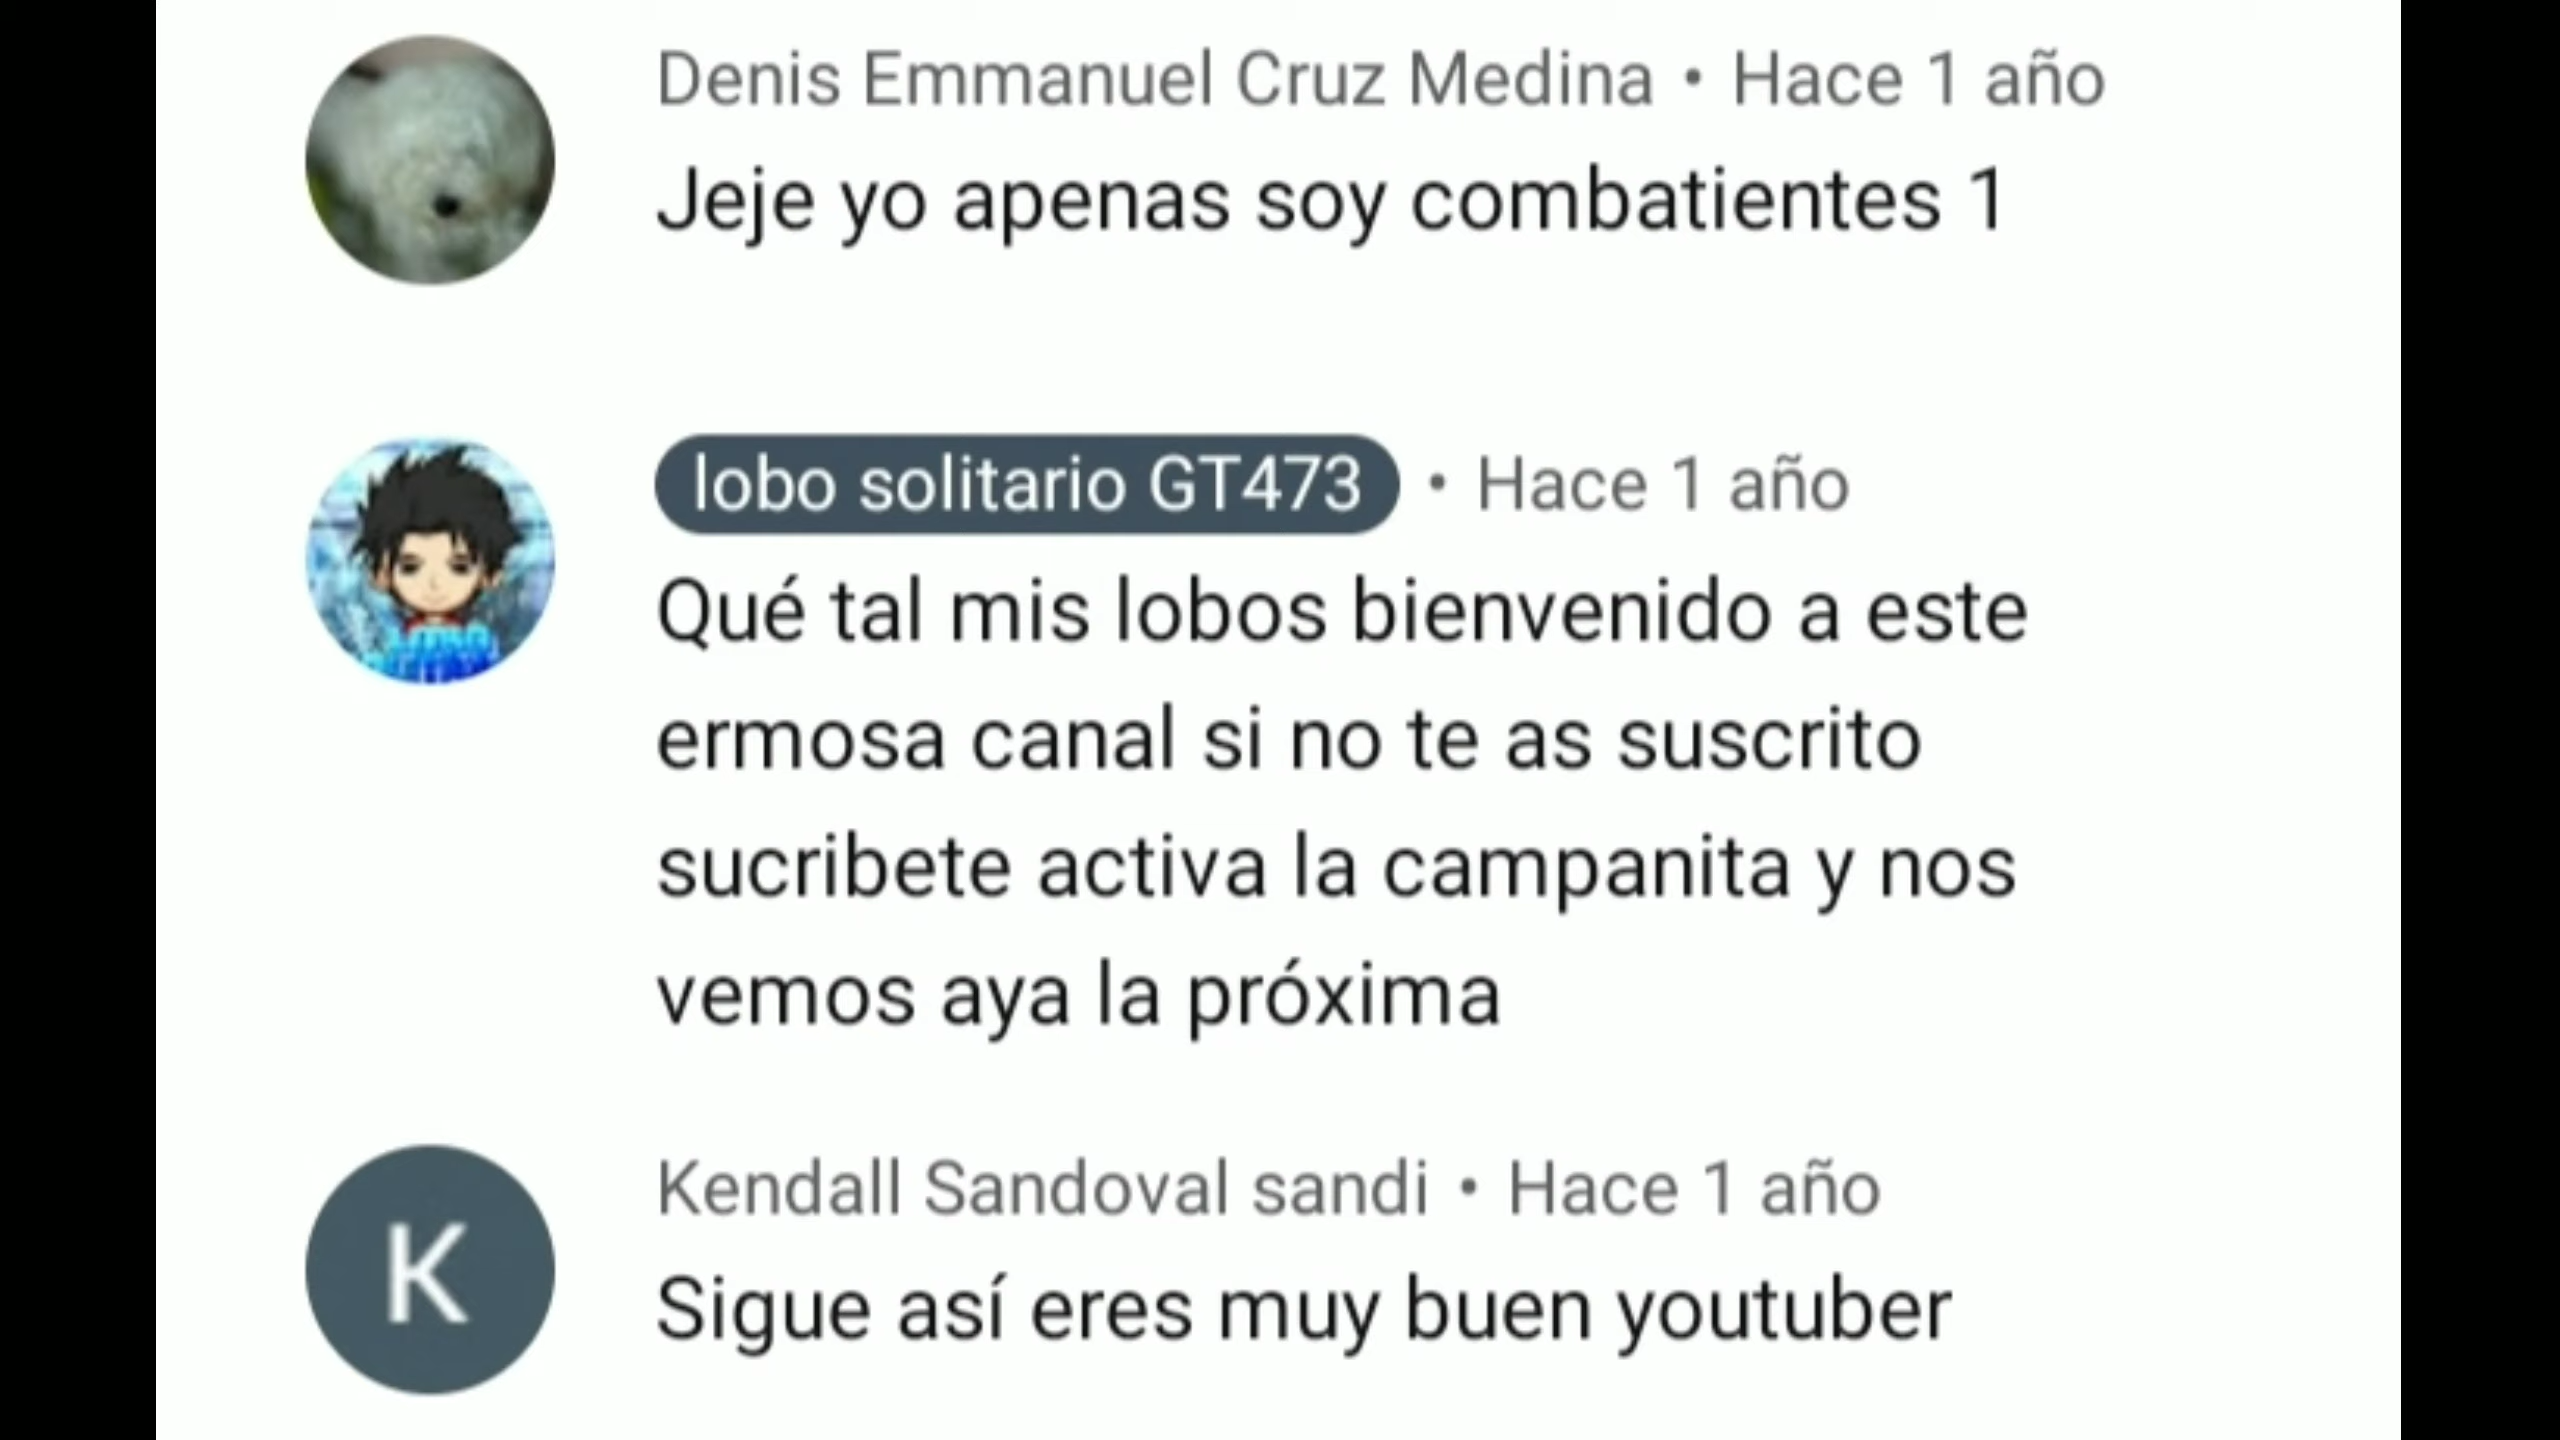 Denis Emmanuel Cruz Medina • Hace 1 año
Jeje yo apenas soy combatientes 1
lobo solitario GT473 • Hace 1 año
Qué tal mis lobos bienvenido a este
ermosa canal si no te as suscrito
sucribete activa la campanita y nos
vemos aya la próxima
K
Kendall Sandoval sandi • Hace 1 año
Sigue así eres muy buen youtuber